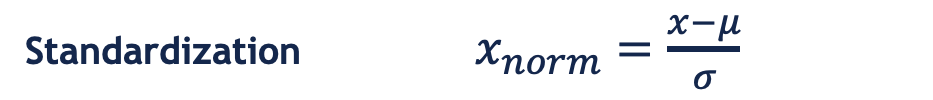 Standardization x_norm = (x−μ)/σ